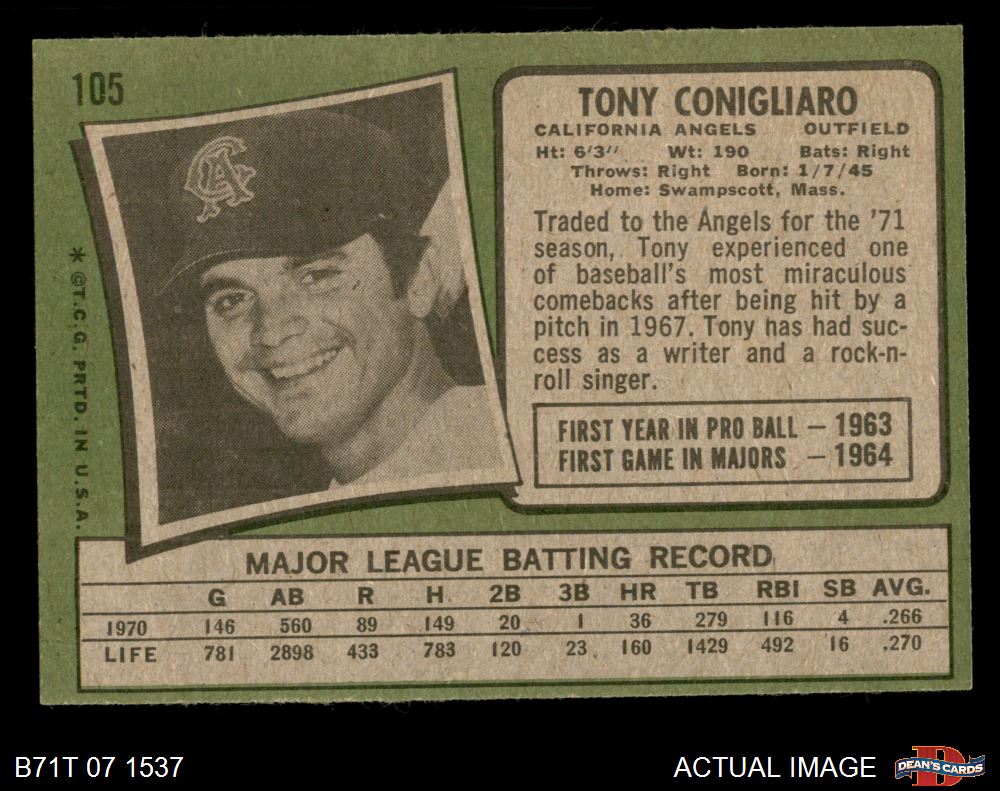 105
CA
* ©T.C.G. PRTD. IN U.S.A.
TONY CONIGLIARO
CALIFORNIA ANGELS OUTFIELD
Ht: 6'3" Wt: 190 Bats: Right
Throws: Right Born: 1/7/45
Home: Swampscott, Mass.
Traded to the Angels for the '71
season, Tony experienced one
of baseball's most miraculous
comebacks after being hit by a
pitch in 1967. Tony has had suc-
cess as a writer and a rock-n-
roll singer.
FIRST YEAR IN PRO BALL – 1963
FIRST GAME IN MAJORS – 1964
MAJOR LEAGUE BATTING RECORD
G AB R H 2B 3B HR TB RBI SB AVG.
1970 146 560 89 149 20 1 36 279 116 4 .266
LIFE 781 2898 433 783 120 23 160 1429 492 16 .270
B71T 07 1537
ACTUAL IMAGE
D
DEAN'S CARDS